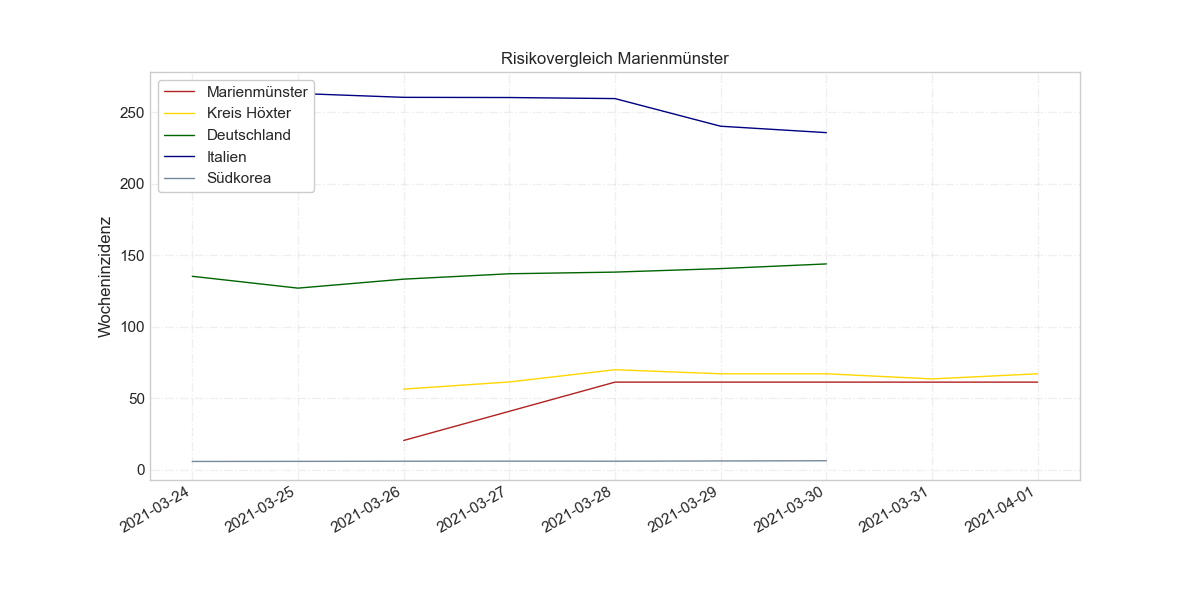 Risikovergleich Marienmünster
Marienmünster
Kreis Höxter
Deutschland
Italien
Südkorea
Wocheninzidenz
250
200
150
100
50
0
2021-03-24
2021-03-25
2021-03-26
2021-03-27
2021-03-28
2021-03-29
2021-03-30
2021-03-31
2021-04-01